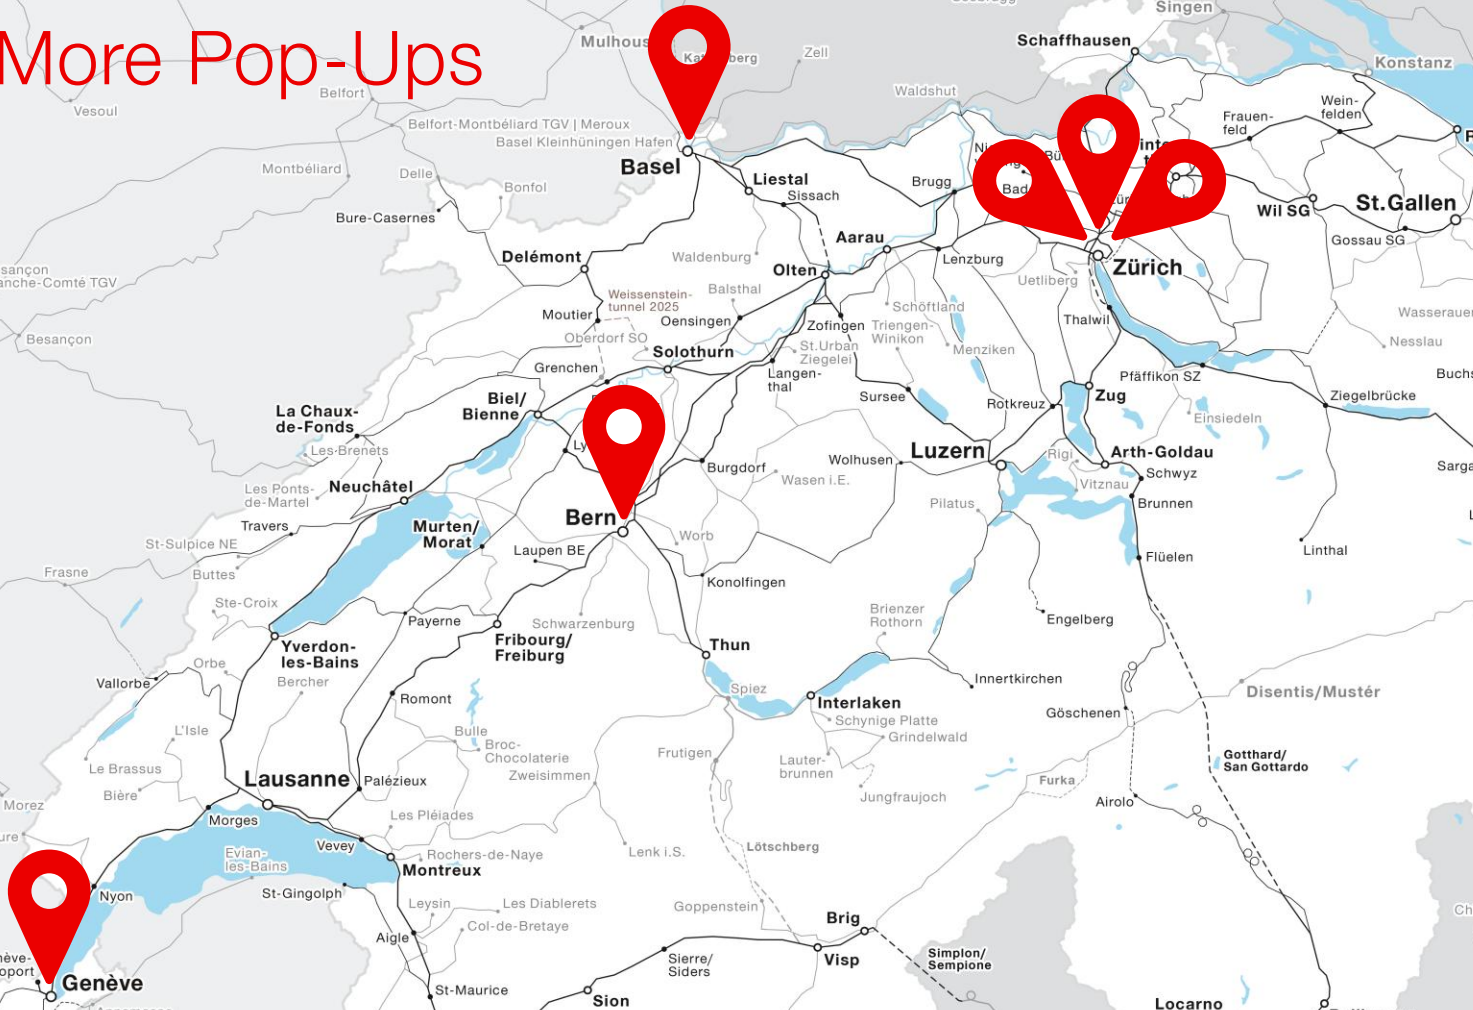 More Pop-Ups
Singen
Schaffhausen
Konstanz
Zell
Waldshut
Belfort
Vesoul
Belfort-Montbéliard TGV | Meroux
Basel Kleinhüningen Hafen
Basel
Montbéliard
Delle
Bonfol
Bure-Casernes
Liestal
Sissach
Brugg
Frauen-
feld
Wein-
felden
Wil SG
St.Gallen
Gossau SG
Delémont
Waldenburg
Aarau
Olten
Lenzburg
Uetliberg
Zürich
Weissenstein-
tunnel 2025
Balsthal
Moutier
Oensingen
Oberdorf SO
Solothurn
Zofingen
Schöftland
Triengen-
Winikon
St.Urban
Ziegelei
Menziken
Thalwil
Nesslau
Besançon
Grenchen
Langen-
thal
Pfäffikon SZ
Ziegelbrücke
Biel/
Bienne
Sursee
Rotkreuz
Zug
Einsiedeln
La Chaux-
de-Fonds
Les Brenets
Burgdorf
Wolhusen
Luzern
Rigi
Arth-Goldau
Schwyz
Vitznau
Brunnen
Wasen i.E.
Les Ponts-
de-Martel
Neuchâtel
Pilatus
Travers
Murten/
Morat
Bern
Worb
Laupen BE
St-Sulpice NE
Buttes
Flüelen
Linthal
Frasne
Konolfingen
Ste-Croix
Payerne
Schwarzenburg
Brienzer
Rothorn
Engelberg
Fribourg/
Freiburg
Thun
Yverdon-
les-Bains
Orbe
Bercher
Vallorbe
Romont
Spiez
Interlaken
Innertkirchen
Disentis/Mustér
Göschenen
Schynige Platte
Grindelwald
L'Isle
Bulle
Broc-
Chocolaterie
Frutigen
Lauter-
brunnen
Gotthard/
San Gottardo
Le Brassus
Bière
Lausanne
Palézieux
Zweisimmen
Jungfraujoch
Furka
Airolo
Morez
Morges
Les Pléiades
Vevey
Evian-
les-Bains
Rochers-de-Naye
Montreux
Lenk i.S.
Lötschberg
Nyon
St-Gingolph
Leysin
Les Diablerets
Col-de-Bretaye
Aigle
Goppenstein
Brig
Visp
Sierre/
Siders
Simplon/
Sempione
Genève
St-Maurice
Sion
Locarno